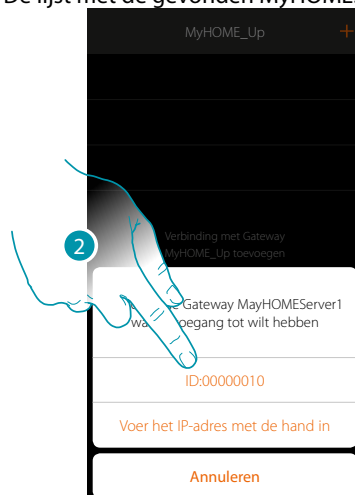 De lijst met de gevonden MyHOME
MyHOME_Up +
Verbinding met Gateway
MyHOME_Up toevoegen
2
Gateway MayHOMEServer1
toegang tot wilt hebben
ID:00000010
Voer het IP-adres met de hand in
Annuleren